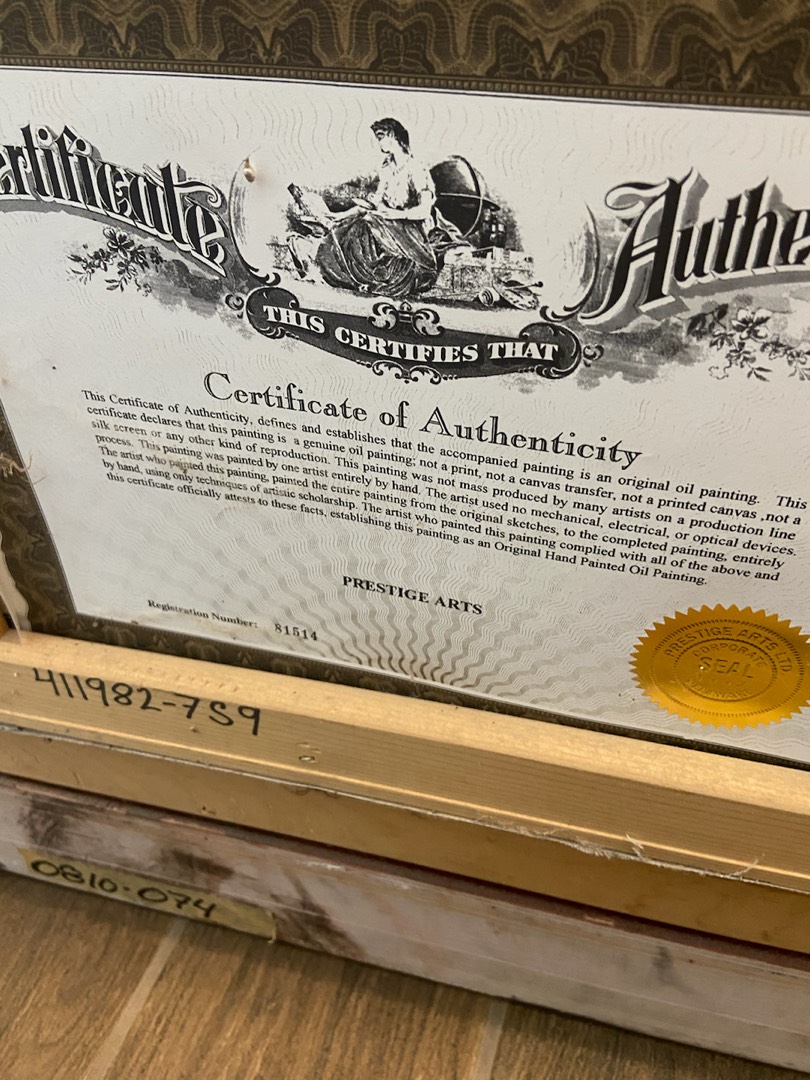 ertificate Authe
THIS CERTIFIES THAT
Certificate of Authenticity
This Certificate of Authenticity, defines and establishes that the accompanied painting is an original oil painting. This
certificate declares that this painting is a genuine oil painting; not a print, not a canvas transfer, not a printed canvas ,not a
silk screen or any other kind of reproduction. This painting was not mass produced by many artists on a production line
process. This painting was painted by one artist entirely by hand. The artist used no mechanical, electrical, or optical devices.
The artist who painted this painting, painted the entire painting from the original sketches, to the completed painting, entirely
by hand, using only techniques of artistic scholarship. The artist who painted this painting complied with all of the above and
this certificate officially attests to these facts, establishing this painting as an Original Hand Painted Oil Painting.
PRESTIGE ARTS
Registration Number: 81514
PRESTIGE ARTS LTD
CORPORATE
SEAL
411982-7S9
0810-074